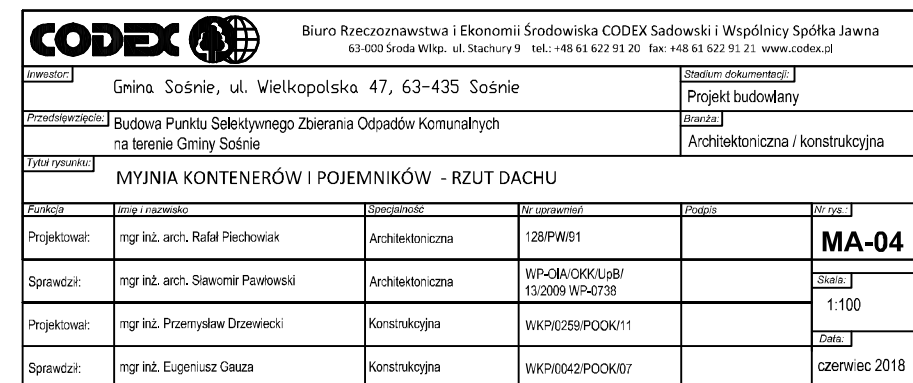 CODEX
Biuro Rzeczoznawstwa i Ekonomii Środowiska CODEX Sadowski i Wspólnicy Spółka Jawna
63-000 Środa Wlkp. ul. Stachury 9 tel.: +48 61 622 91 20 fax: +48 61 622 91 21 www.codex.pl
Inwestor:
Gmina Sośnie, ul. Wielkopolska 47, 63-435 Sośnie
Stadium dokumentacji:
Projekt budowlany
Przedsięwzięcie:
Budowa Punktu Selektywnego Zbierania Odpadów Komunalnych
na terenie Gminy Sośnie
Branża:
Architektoniczna / konstrukcyjna
Tytuł rysunku:
MYJNIA KONTENERÓW I POJEMNIKÓW - RZUT DACHU
Funkcja Imię i nazwisko Specjalność Nr uprawnień Podpis Nr rys.:
Projektował: mgr inż. arch. Rafał Piechowiak Architektoniczna 128/PW/91
MA-04
Sprawdził: mgr inż. arch. Sławomir Pawłowski Architektoniczna WP-OIA/OKK/UpB/
13/2009 WP-0738
Skala:
1:100
Projektował: mgr inż. Przemysław Drzewiecki Konstrukcyjna WKP/0259/POOK/11
Data:
czerwiec 2018
Sprawdził: mgr inż. Eugeniusz Gauza Konstrukcyjna WKP/0042/POOK/07